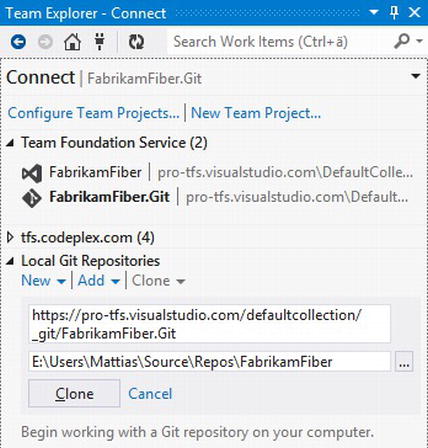 Team Explorer - Connect
Search Work Items (Ctrl+ä)
Connect | FabrikamFiber.Git
Configure Team Projects... | New Team Project...
Team Foundation Service (2)
FabrikamFiber | pro-tfs.visualstudio.com\DefaultColle...
FabrikamFiber.Git | pro-tfs.visualstudio.com\Default...
tfs.codeplex.com (4)
Local Git Repositories
New Add Clone
https://pro-tfs.visualstudio.com/defaultcollection/
_git/FabrikamFiber.Git
E:\Users\Mattias\Source\Repos\FabrikamFiber ...
Clone Cancel
Begin working with a Git repository on your computer.